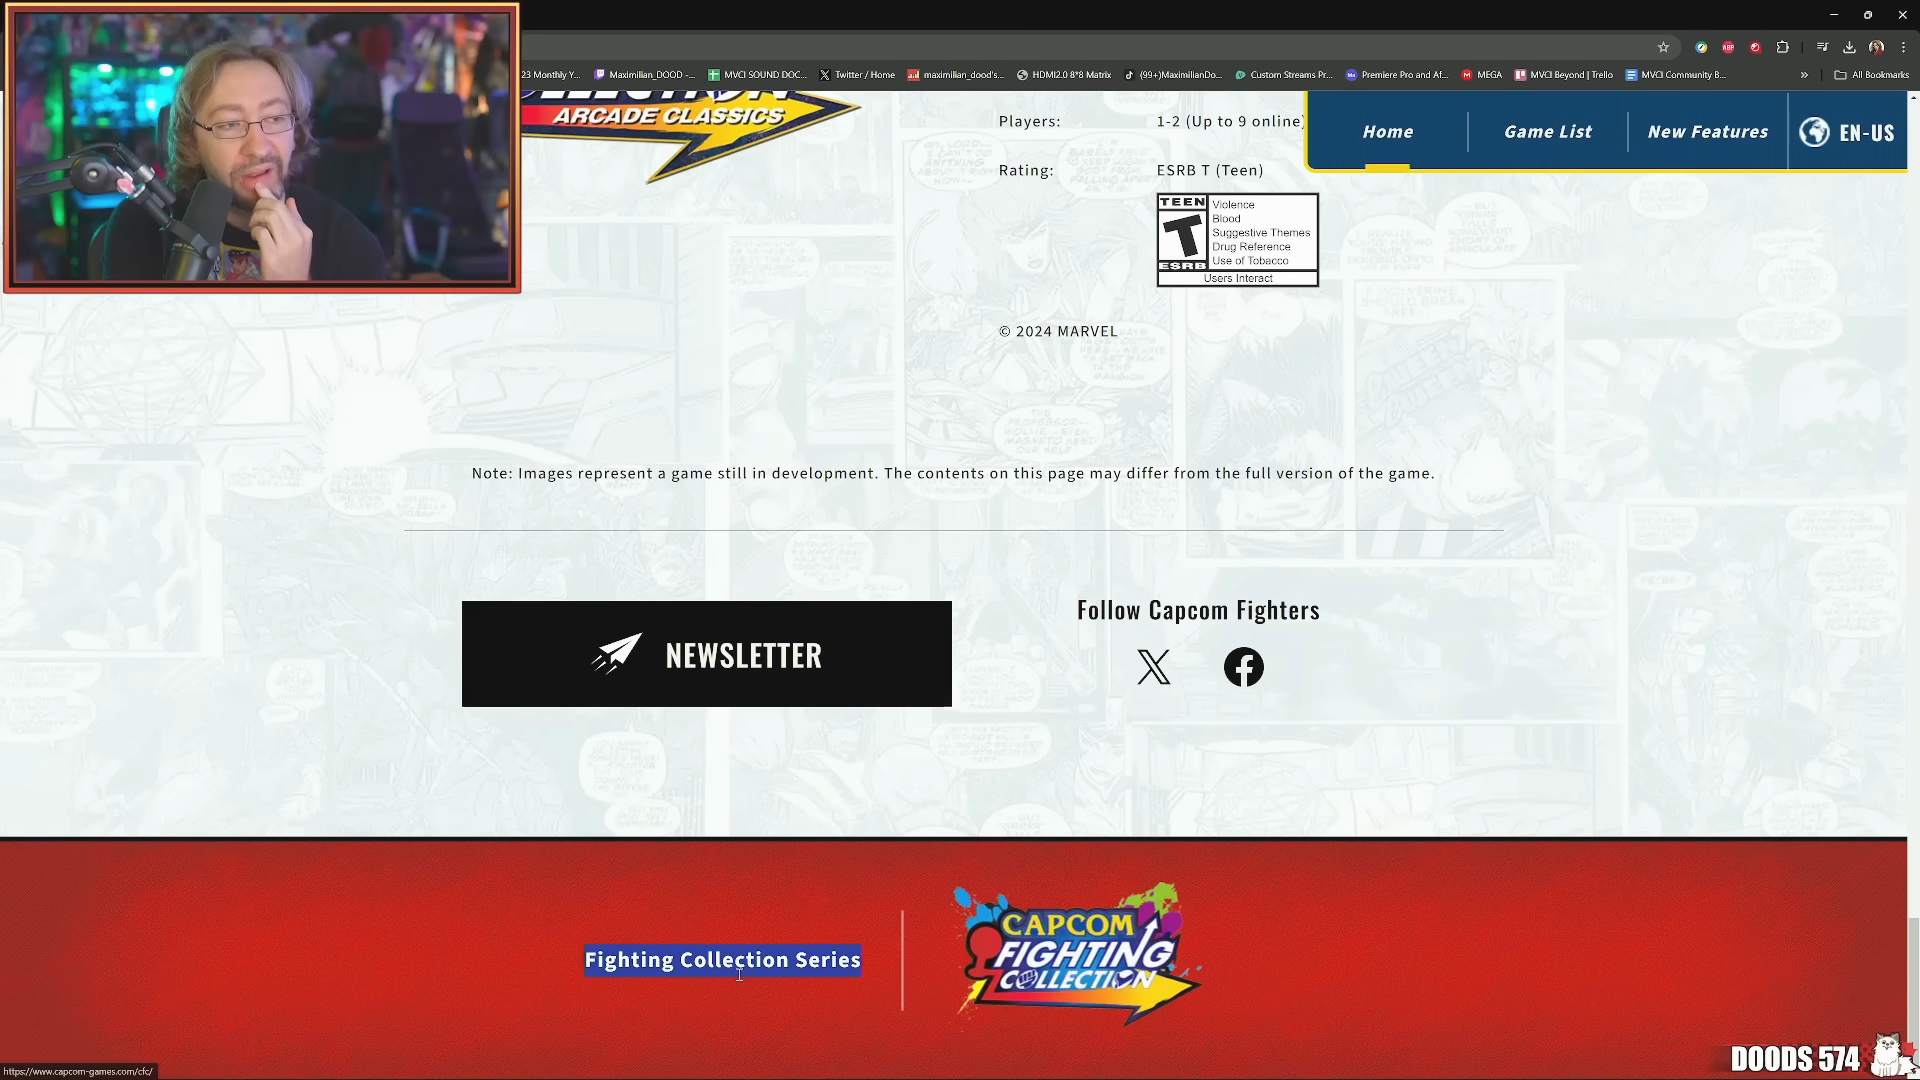 23 Monthly Y...
Maximilian_DOOD -...
MVCI SOUND DOC...
Twitter / Home
maximilian_dood's...
HDMI2.0 8*8 Matrix
(99+)MaximilianDo...
Custom Streams Pr...
Premiere Pro and Af...
MEGA
MVCI Beyond | Trello
MVCI Community B...
»
All Bookmarks
ARCADE CLASSICS
Home
Game List
New Features
EN-US
Players: 1-2 (Up to 9 online)
Rating: ESRB T (Teen)
TEEN
T
ESRB
Violence
Blood
Suggestive Themes
Drug Reference
Use of Tobacco
Users Interact
© 2024 MARVEL
Note: Images represent a game still in development. The contents on this page may differ from the full version of the game.
NEWSLETTER
Follow Capcom Fighters
Fighting Collection Series
CAPCOM
FIGHTING
COLLECTION
DOODS 574
https://www.capcom-games.com/cfc/